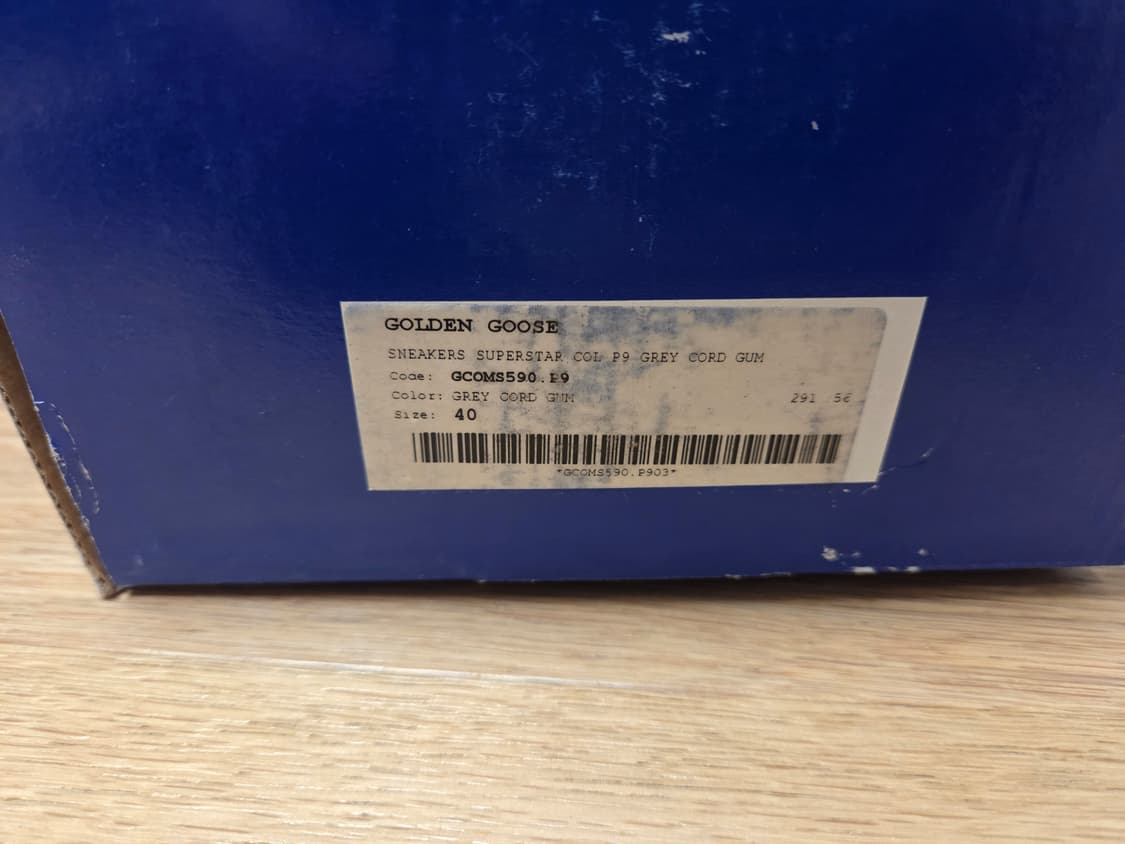 GOLDEN GOOSE
SNEAKERS SUPERSTAR COL P9 GREY CORD GUM
Code: GCOMS590.P9
Color: GREY CORD GUM 291 56
Size: 40
*GCOMS590.P903*